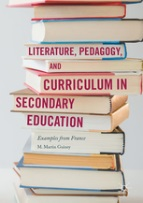 LITERATURE, PEDAGOGY,
AND
CURRICULUM IN
SECONDARY
EDUCATION
Examples from France
M. Martin Guiney